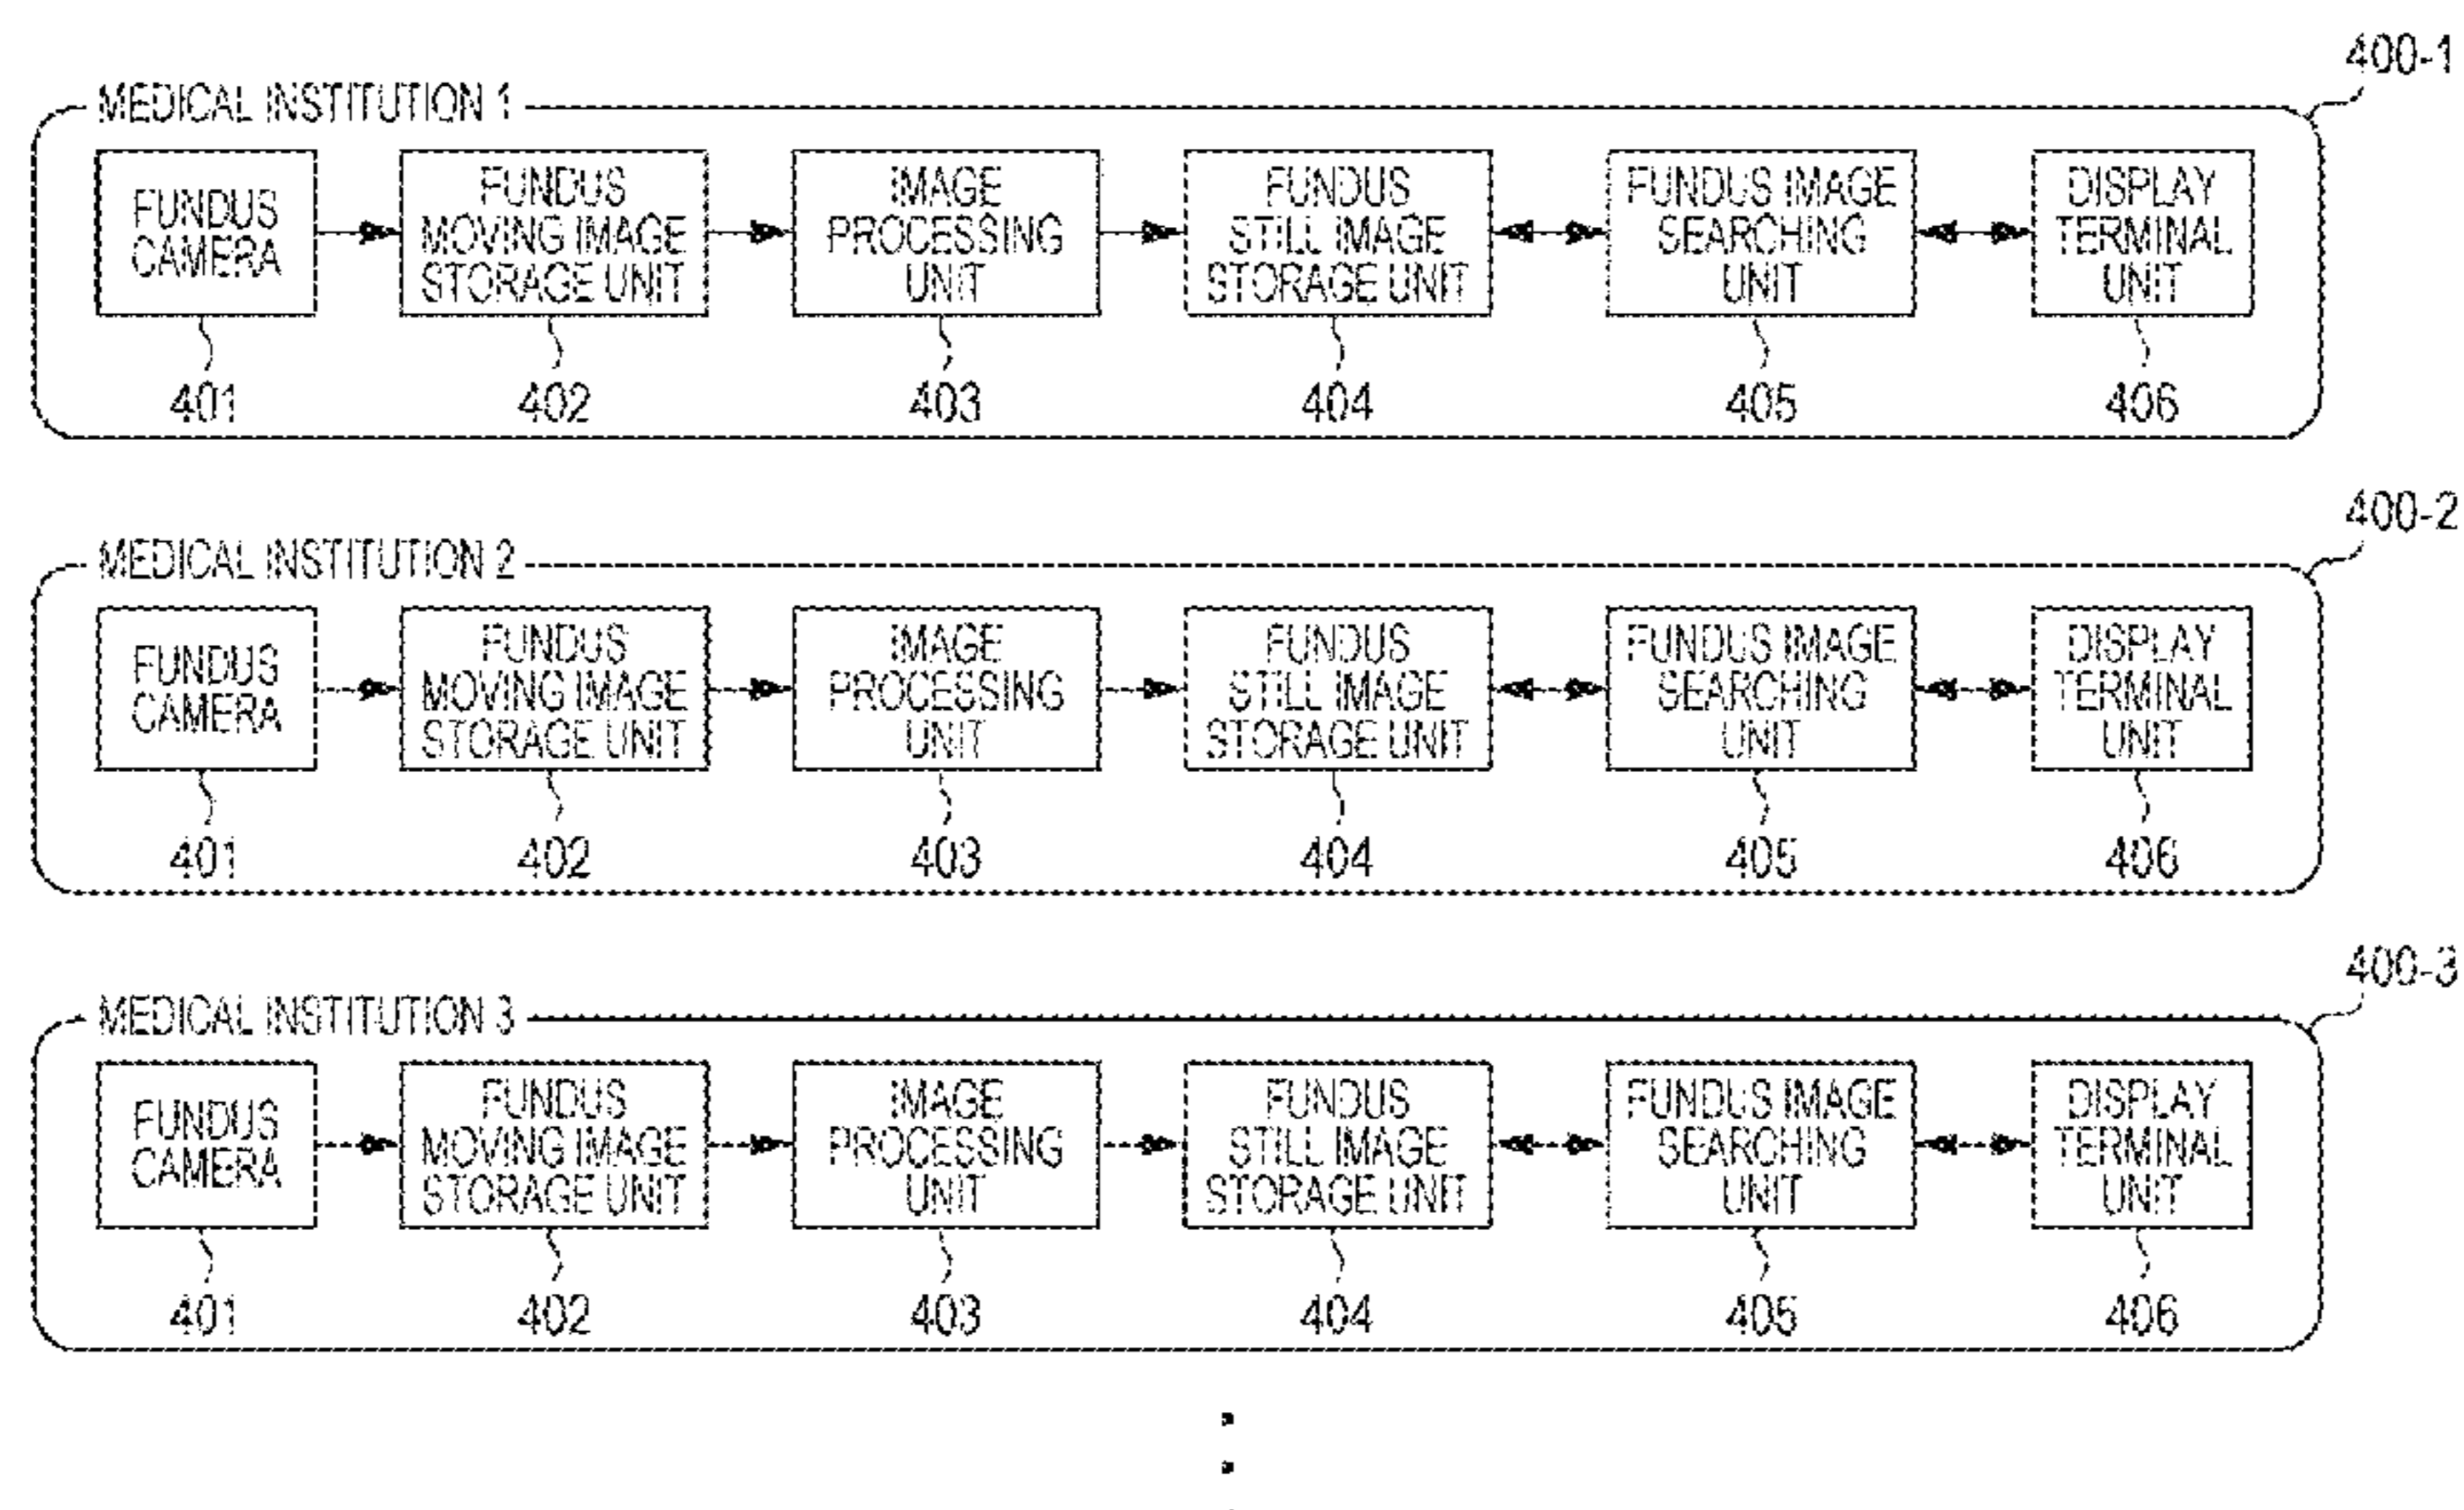 400-1
MEDICAL INSTITUTION 1
FUNDUS
CAMERA
FUNDUS
MOVING IMAGE
STORAGE UNIT
IMAGE
PROCESSING
UNIT
FUNDUS
STILL IMAGE
STORAGE UNIT
FUNDUS IMAGE
SEARCHING
UNIT
DISPLAY
TERMINAL
UNIT
401
402
403
404
405
406
400-2
MEDICAL INSTITUTION 2
FUNDUS
CAMERA
FUNDUS
MOVING IMAGE
STORAGE UNIT
IMAGE
PROCESSING
UNIT
FUNDUS
STILL IMAGE
STORAGE UNIT
FUNDUS IMAGE
SEARCHING
UNIT
DISPLAY
TERMINAL
UNIT
401
402
403
404
405
406
400-3
MEDICAL INSTITUTION 3
FUNDUS
CAMERA
FUNDUS
MOVING IMAGE
STORAGE UNIT
IMAGE
PROCESSING
UNIT
FUNDUS
STILL IMAGE
STORAGE UNIT
FUNDUS IMAGE
SEARCHING
UNIT
DISPLAY
TERMINAL
UNIT
401
402
403
404
405
406